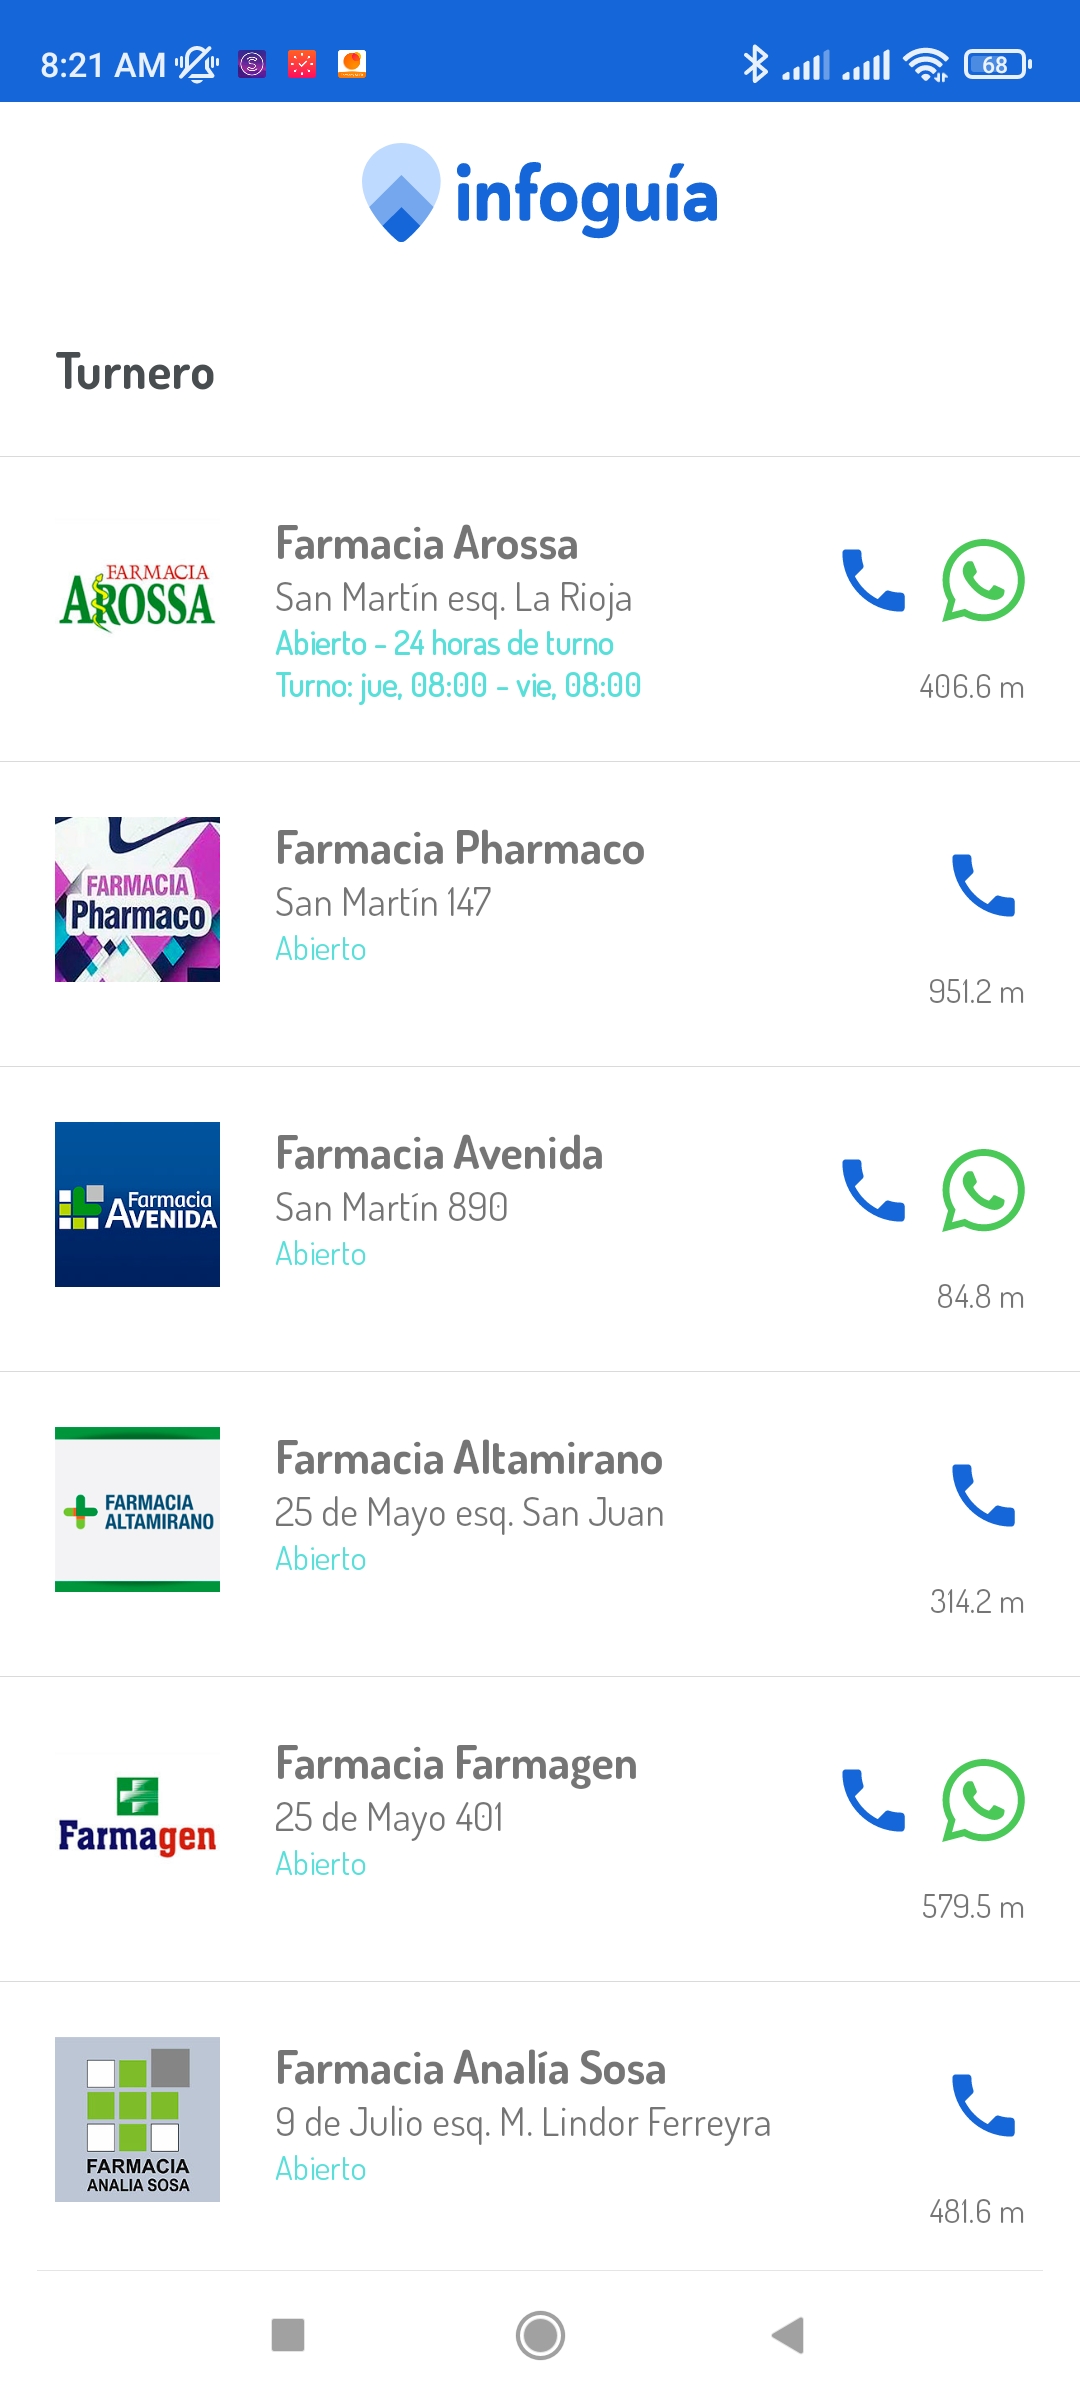 8:21 AM
68
infoguía
Turnero
FARMACIA
AROSSA
Farmacia Arossa
San Martín esq. La Rioja
Abierto - 24 horas de turno
Turno: jue, 08:00 - vie, 08:00
406.6 m
FARMACIA
Pharmaco
Farmacia Pharmaco
San Martín 147
Abierto
951.2 m
Farmacia
AVENIDA
Farmacia Avenida
San Martín 890
Abierto
84.8 m
FARMACIA
ALTAMIRANO
Farmacia Altamirano
25 de Mayo esq. San Juan
Abierto
314.2 m
Farmagen
Farmacia Farmagen
25 de Mayo 401
Abierto
579.5 m
FARMACIA
ANALIA SOSA
Farmacia Analía Sosa
9 de Julio esq. M. Lindor Ferreyra
Abierto
481.6 m